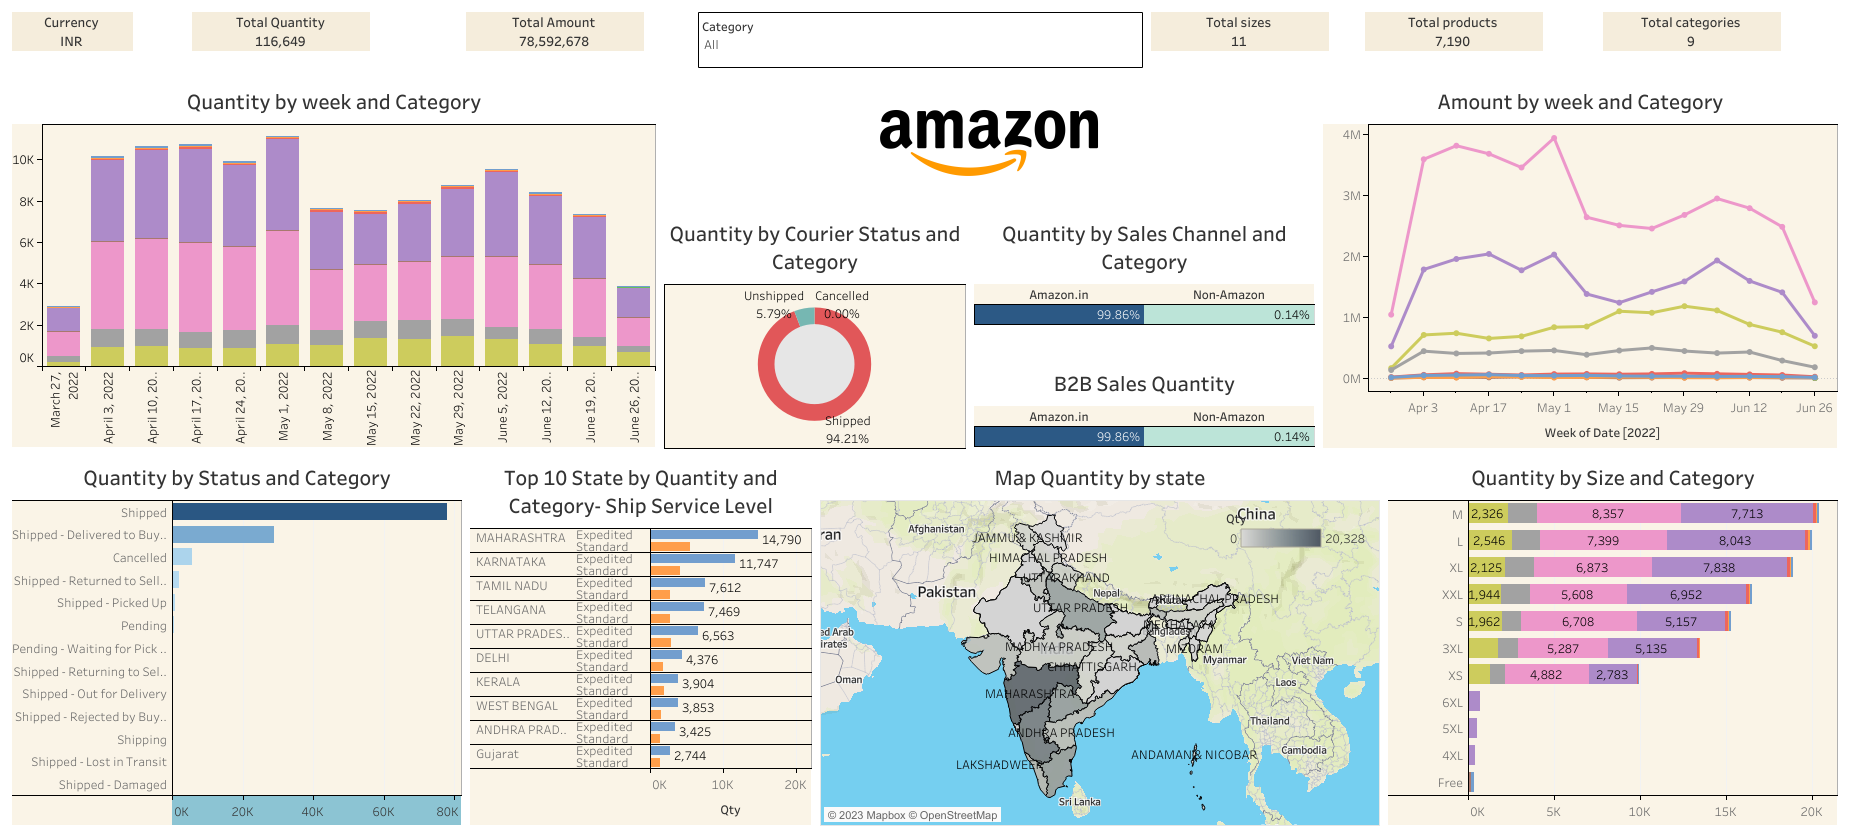 Currency
INR
Total Quantity
116,649
Total Amount
78,592,678
Category
All
Total sizes
11
Total products
7,190
Total categories
9
Quantity by week and Category
10K
8K
6K
4K
2K
0K
March 27,
2022
April 3, 2022
April 10, 20..
April 17, 20..
April 24, 20..
May 1, 2022
May 8, 2022
May 15, 2022
May 22, 2022
May 29, 2022
June 5, 2022
June 12, 20..
June 19, 20..
June 26, 20..
amazon
Quantity by Courier Status and
Category
Unshipped
5.79%
Cancelled
0.00%
Shipped
94.21%
Quantity by Sales Channel and
Category
Amazon.in
Non-Amazon
99.86%
0.14%
B2B Sales Quantity
Amazon.in
Non-Amazon
99.86%
0.14%
Amount by week and Category
4M
3M
2M
1M
0M
Apr 3
Apr 17
May 1
May 15
May 29
Jun 12
Jun 26
Week of Date [2022]
Quantity by Status and Category
Shipped
Shipped - Delivered to Buy..
Cancelled
Shipped - Returned to Sell..
Shipped - Picked Up
Pending
Pending - Waiting for Pick ..
Shipped - Returning to Sel..
Shipped - Out for Delivery
Shipped - Rejected by Buy..
Shipping
Shipped - Lost in Transit
Shipped - Damaged
0K
20K
40K
60K
80K
Top 10 State by Quantity and
Category- Ship Service Level
MAHARASHTRA
Expedited
14,790
Standard
KARNATAKA
Expedited
11,747
Standard
TAMIL NADU
Expedited
7,612
Standard
TELANGANA
Expedited
7,469
Standard
UTTAR PRADES..
Expedited
6,563
Standard
DELHI
Expedited
4,376
Standard
KERALA
Expedited
3,904
Standard
WEST BENGAL
Expedited
3,853
Standard
ANDHRA PRAD..
Expedited
3,425
Standard
Gujarat
Expedited
2,744
Standard
0K
10K
20K
Qty
Map Quantity by state
Qty
0
20,328
China
Afghanistan
ran
JAMMU & KASHMIR
HIMACHAL PRADESH
UTTARAKHAND
Pakistan
Nepal
ARUNACHAL PRADESH
UTTAR PRADESH
MEGHALAYA
ed Arab
irates
MADHYA PRADESH
MIZORAM
Myanmar
Viet Nam
CHHATTISGARH
Oman
Laos
MAHARASHTRA
Thailand
ANDHRA PRADESH
ANDAMAN & NICOBAR
Cambodia
LAKSHADWEEP
Sri Lanka
© 2023 Mapbox © OpenStreetMap
Quantity by Size and Category
M
2,326
8,357
7,713
L
2,546
7,399
8,043
XL
2,125
6,873
7,838
XXL
1,944
5,608
6,952
S
1,962
6,708
5,157
3XL
5,287
5,135
XS
4,882
2,783
6XL
5XL
4XL
Free
0K
5K
10K
15K
20K